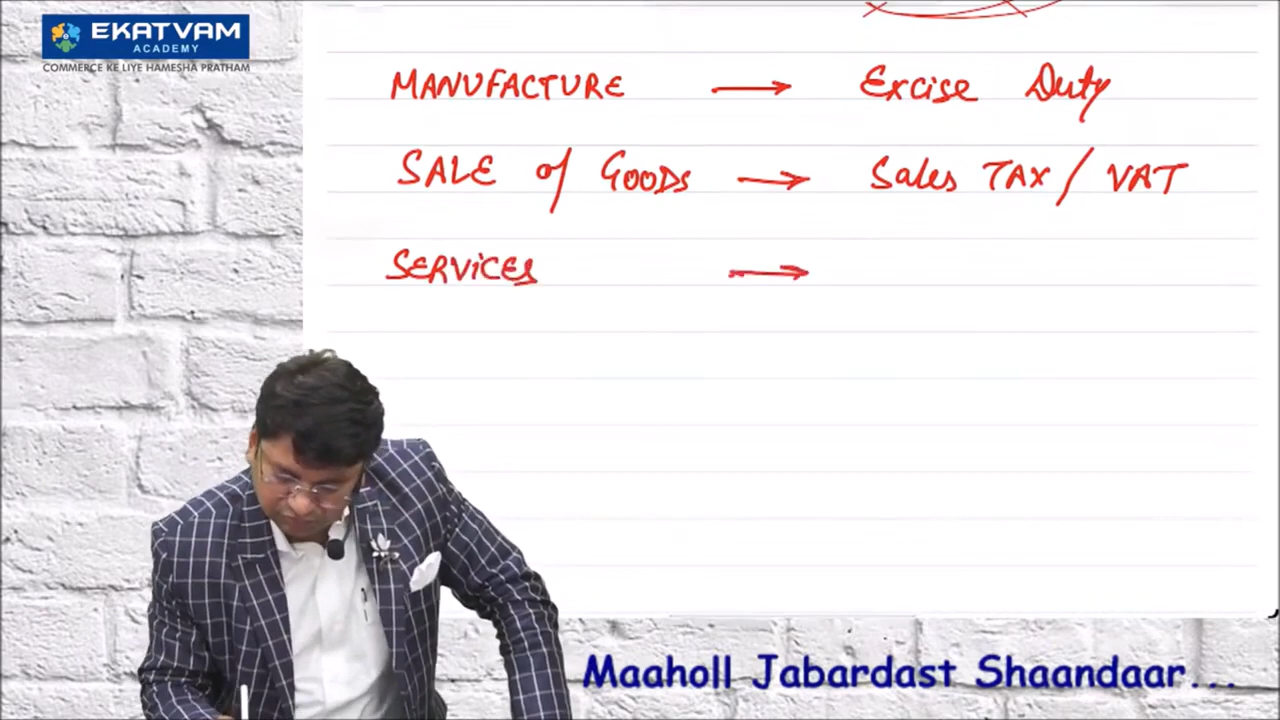 EKATVAM
ACADEMY
COMMERCE KE LIYE HAMESHA PRATHAM
MANUFACTURE → Excise Duty
SALE of GOODS → Sales TAX / VAT
SERVICES →
Maaholl Jabardast Shaandaar...